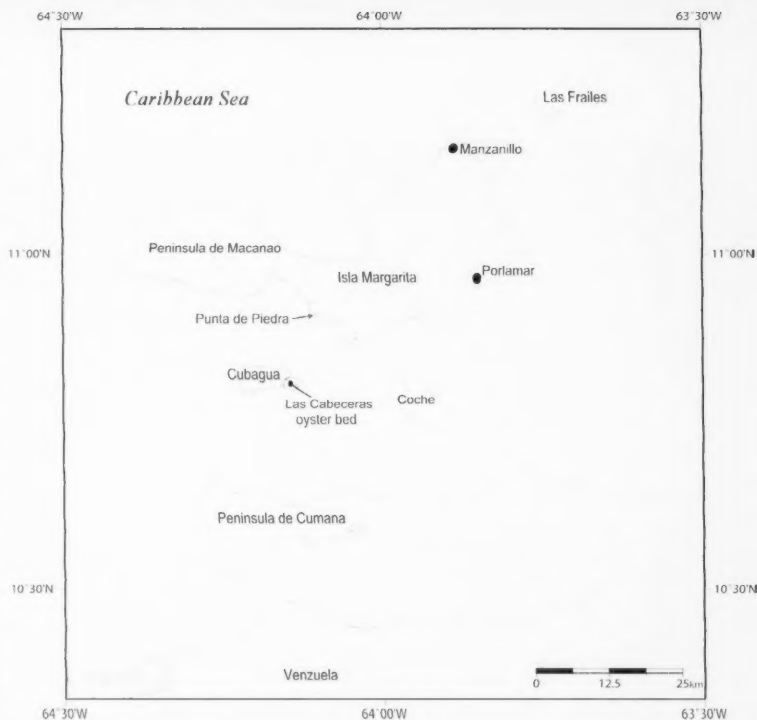 64°30'W 64°00'W 63°30'W
Caribbean Sea
Las Frailes
Manzanillo
Peninsula de Macanao
11°00'N 11°00'N
Isla Margarita
Porlamar
Punta de Piedra
Cubagua
Las Cabeceras
oyster bed
Coche
Peninsula de Cumana
10°30'N 10°30'N
Venzuela
0 12.5 25km
64°30'W 64°00'W 63°30'W